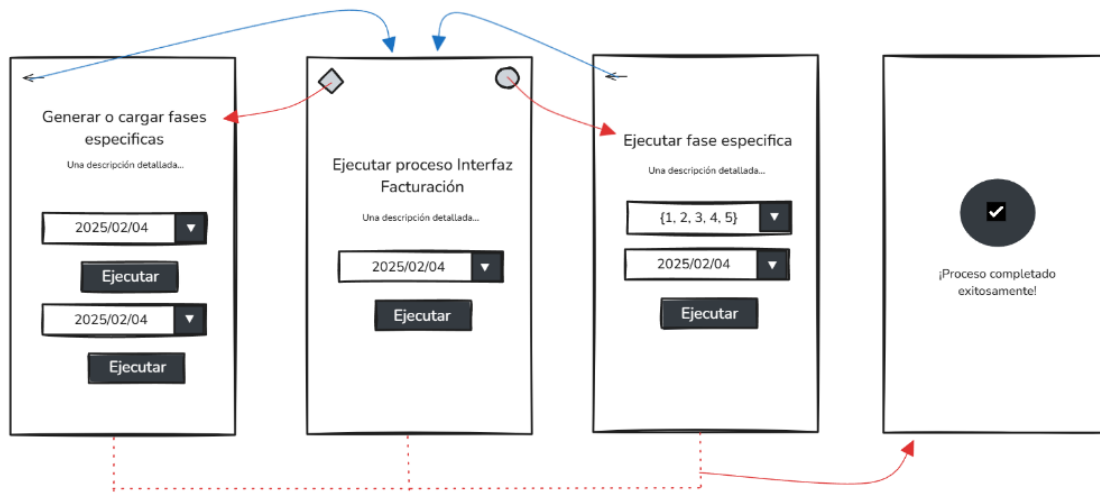 Generar o cargar fases
especificas
Una descripción detallada...
2025/02/04
Ejecutar
2025/02/04
Ejecutar
Ejecutar proceso Interfaz
Facturación
Una descripción detallada...
2025/02/04
Ejecutar
Ejecutar fase especifica
Una descripción detallada...
{1, 2, 3, 4, 5}
2025/02/04
Ejecutar
¡Proceso completado
exitosamente!